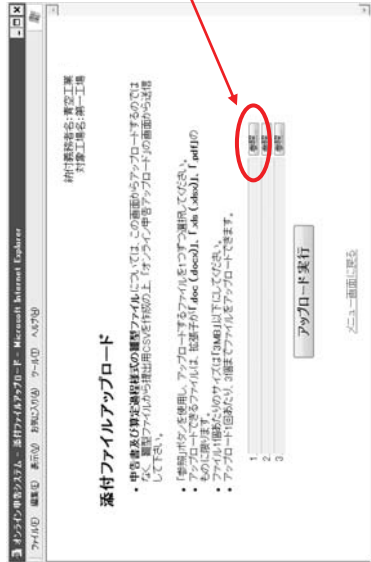 オンライン申告システム - 添付ファイルアップロード - Microsoft Internet Explorer
ファイル(F) 編集(E) 表示(V) お気に入り(A) ツール(T) ヘルプ(H)
納付義務者名:青空工業
対象工場名:第一工場
添付ファイルアップロード
• 申告書及び算定過程様式の雛型ファイルについては、この画面からアップロードするのでは
なく、雛型ファイルから提出用CSVを作成の上、「オンライン申告アップロード」の画面から送信
して下さい。
• 「参照」ボタンを使用し、アップロードするファイルを1つずつ選択してください。
• アップロードできるファイルは、拡張子が「.doc (.docx)」、「.xls (.xlsx)」、「.pdf」の
ものに限ります。
• ファイル1個あたりのサイズは「3MB」以下にしてください。
• アップロード1回あたり、3個までファイルをアップロードできます。
1. 参照...
2. 参照...
3. 参照...
アップロード実行
メニュー画面に戻る